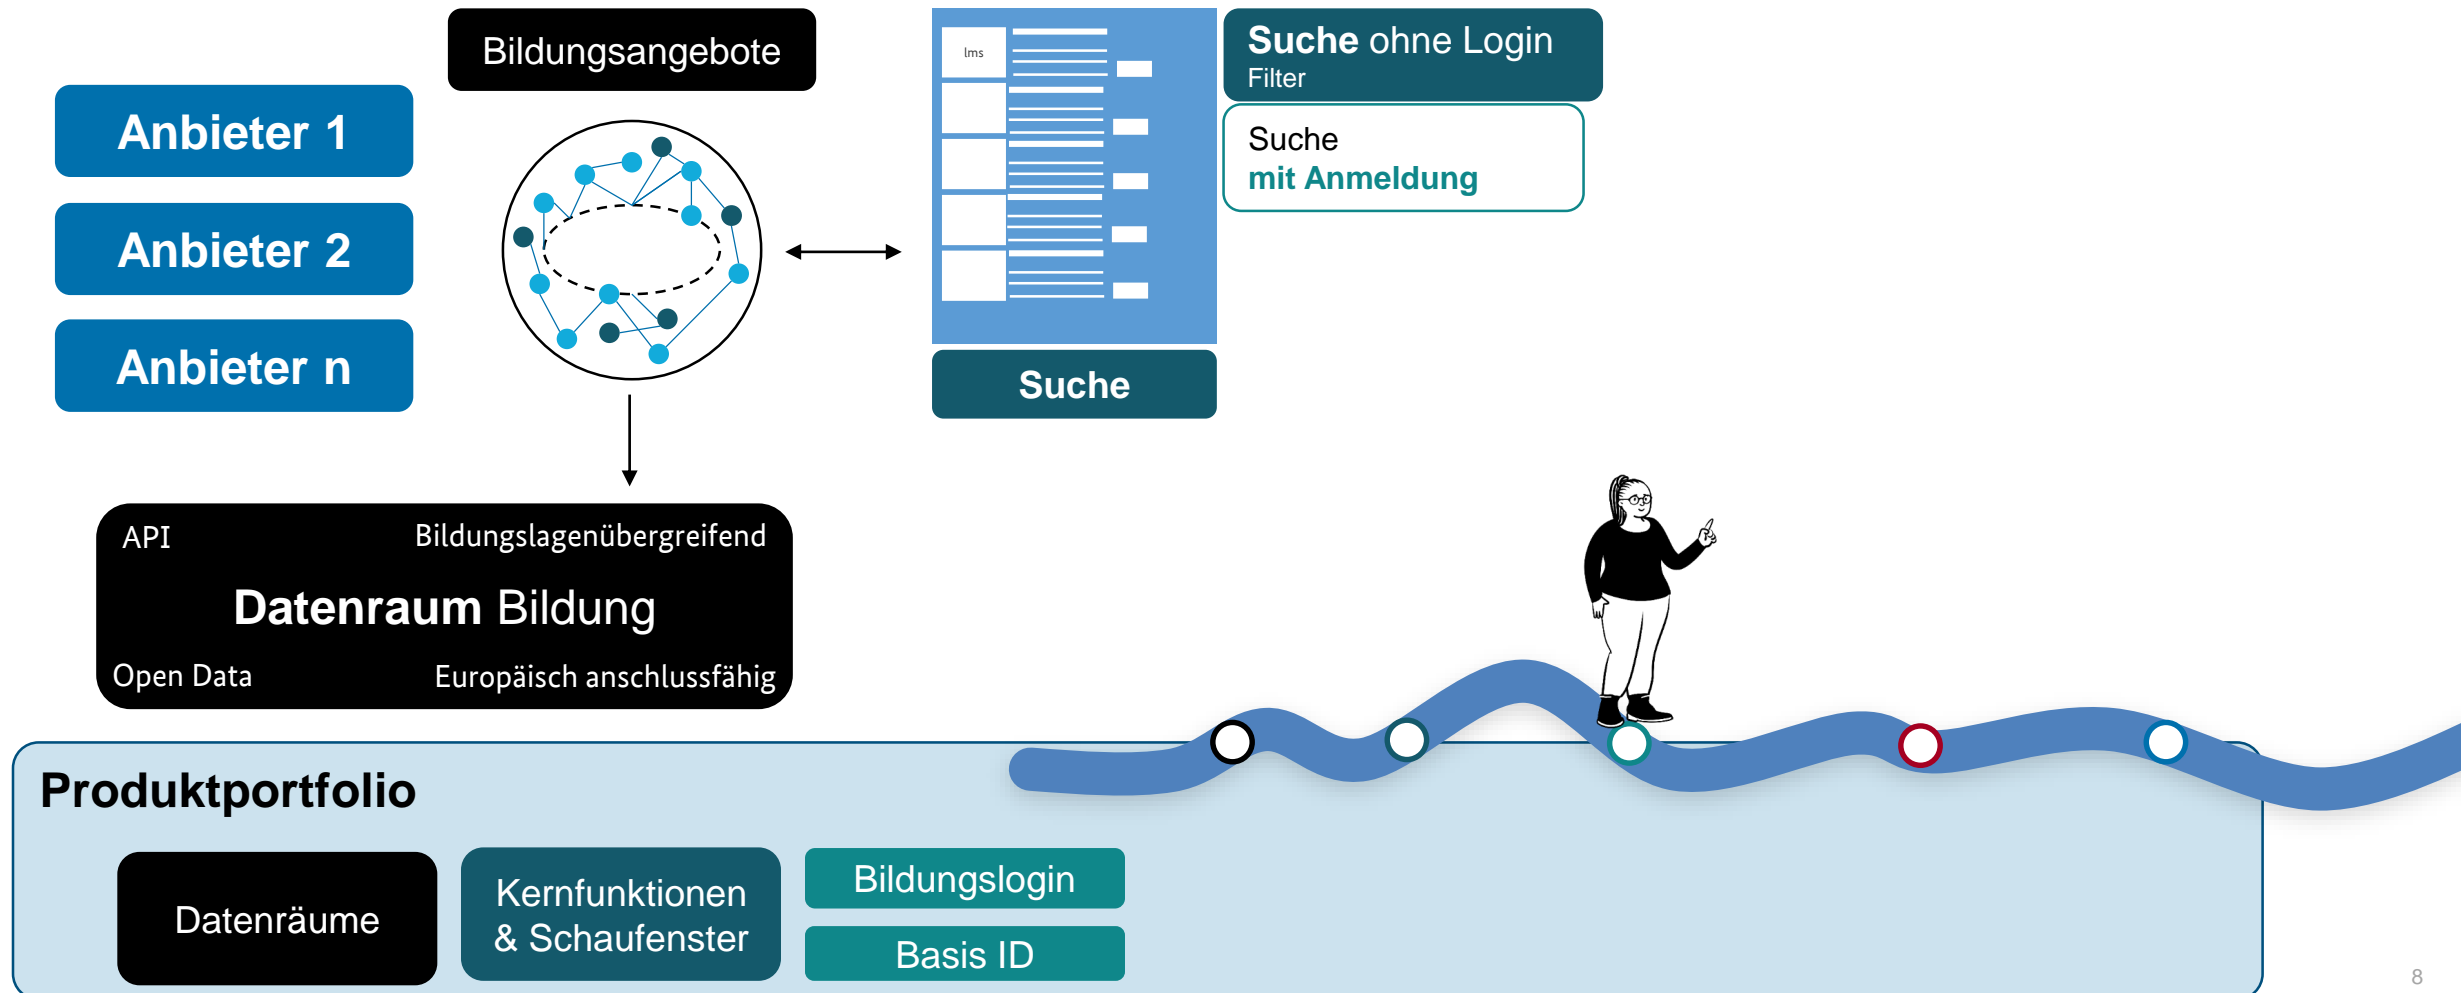 Bildungsangebote
Anbieter 1
Anbieter 2
Anbieter n
lms
Suche
Suche ohne Login
Filter
Suche
mit Anmeldung
API
Bildungslagenübergreifend
Datenraum Bildung
Open Data
Europäisch anschlussfähig
Produktportfolio
Datenräume
Kernfunktionen
& Schaufenster
Bildungslogin
Basis ID
8